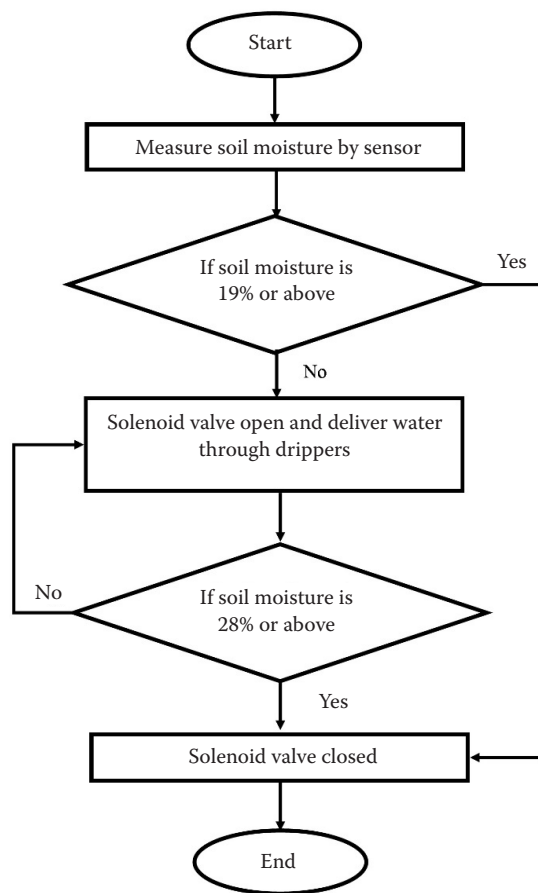 Start
Measure soil moisture by sensor
If soil moisture is
19% or above
Yes
No
Solenoid valve open and deliver water
through drippers
No
If soil moisture is
28% or above
Yes
Solenoid valve closed
End